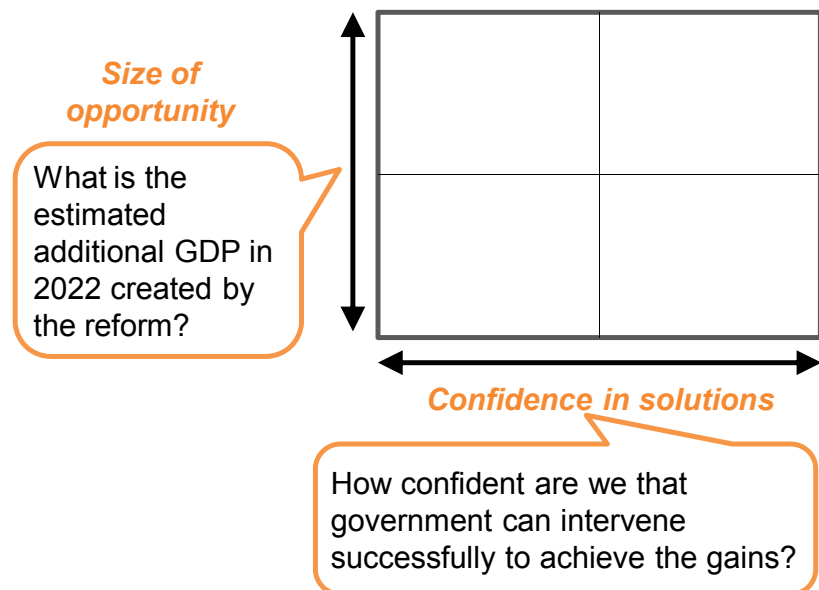 Size of
opportunity
What is the
estimated
additional GDP in
2022 created by
the reform?
Confidence in solutions
How confident are we that
government can intervene
successfully to achieve the gains?